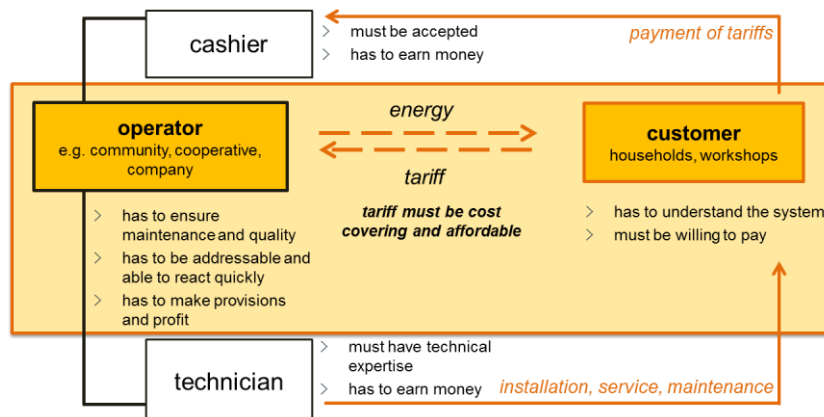 cashier
> must be accepted
> has to earn money
payment of tariffs
operator
e.g. community, cooperative,
company
energy
tariff
tariff must be cost
covering and affordable
customer
households, workshops
> has to ensure
maintenance and quality
> has to be addressable and
able to react quickly
> has to make provisions
and profit
> has to understand the system
> must be willing to pay
technician
> must have technical
expertise
> has to earn money
installation, service, maintenance